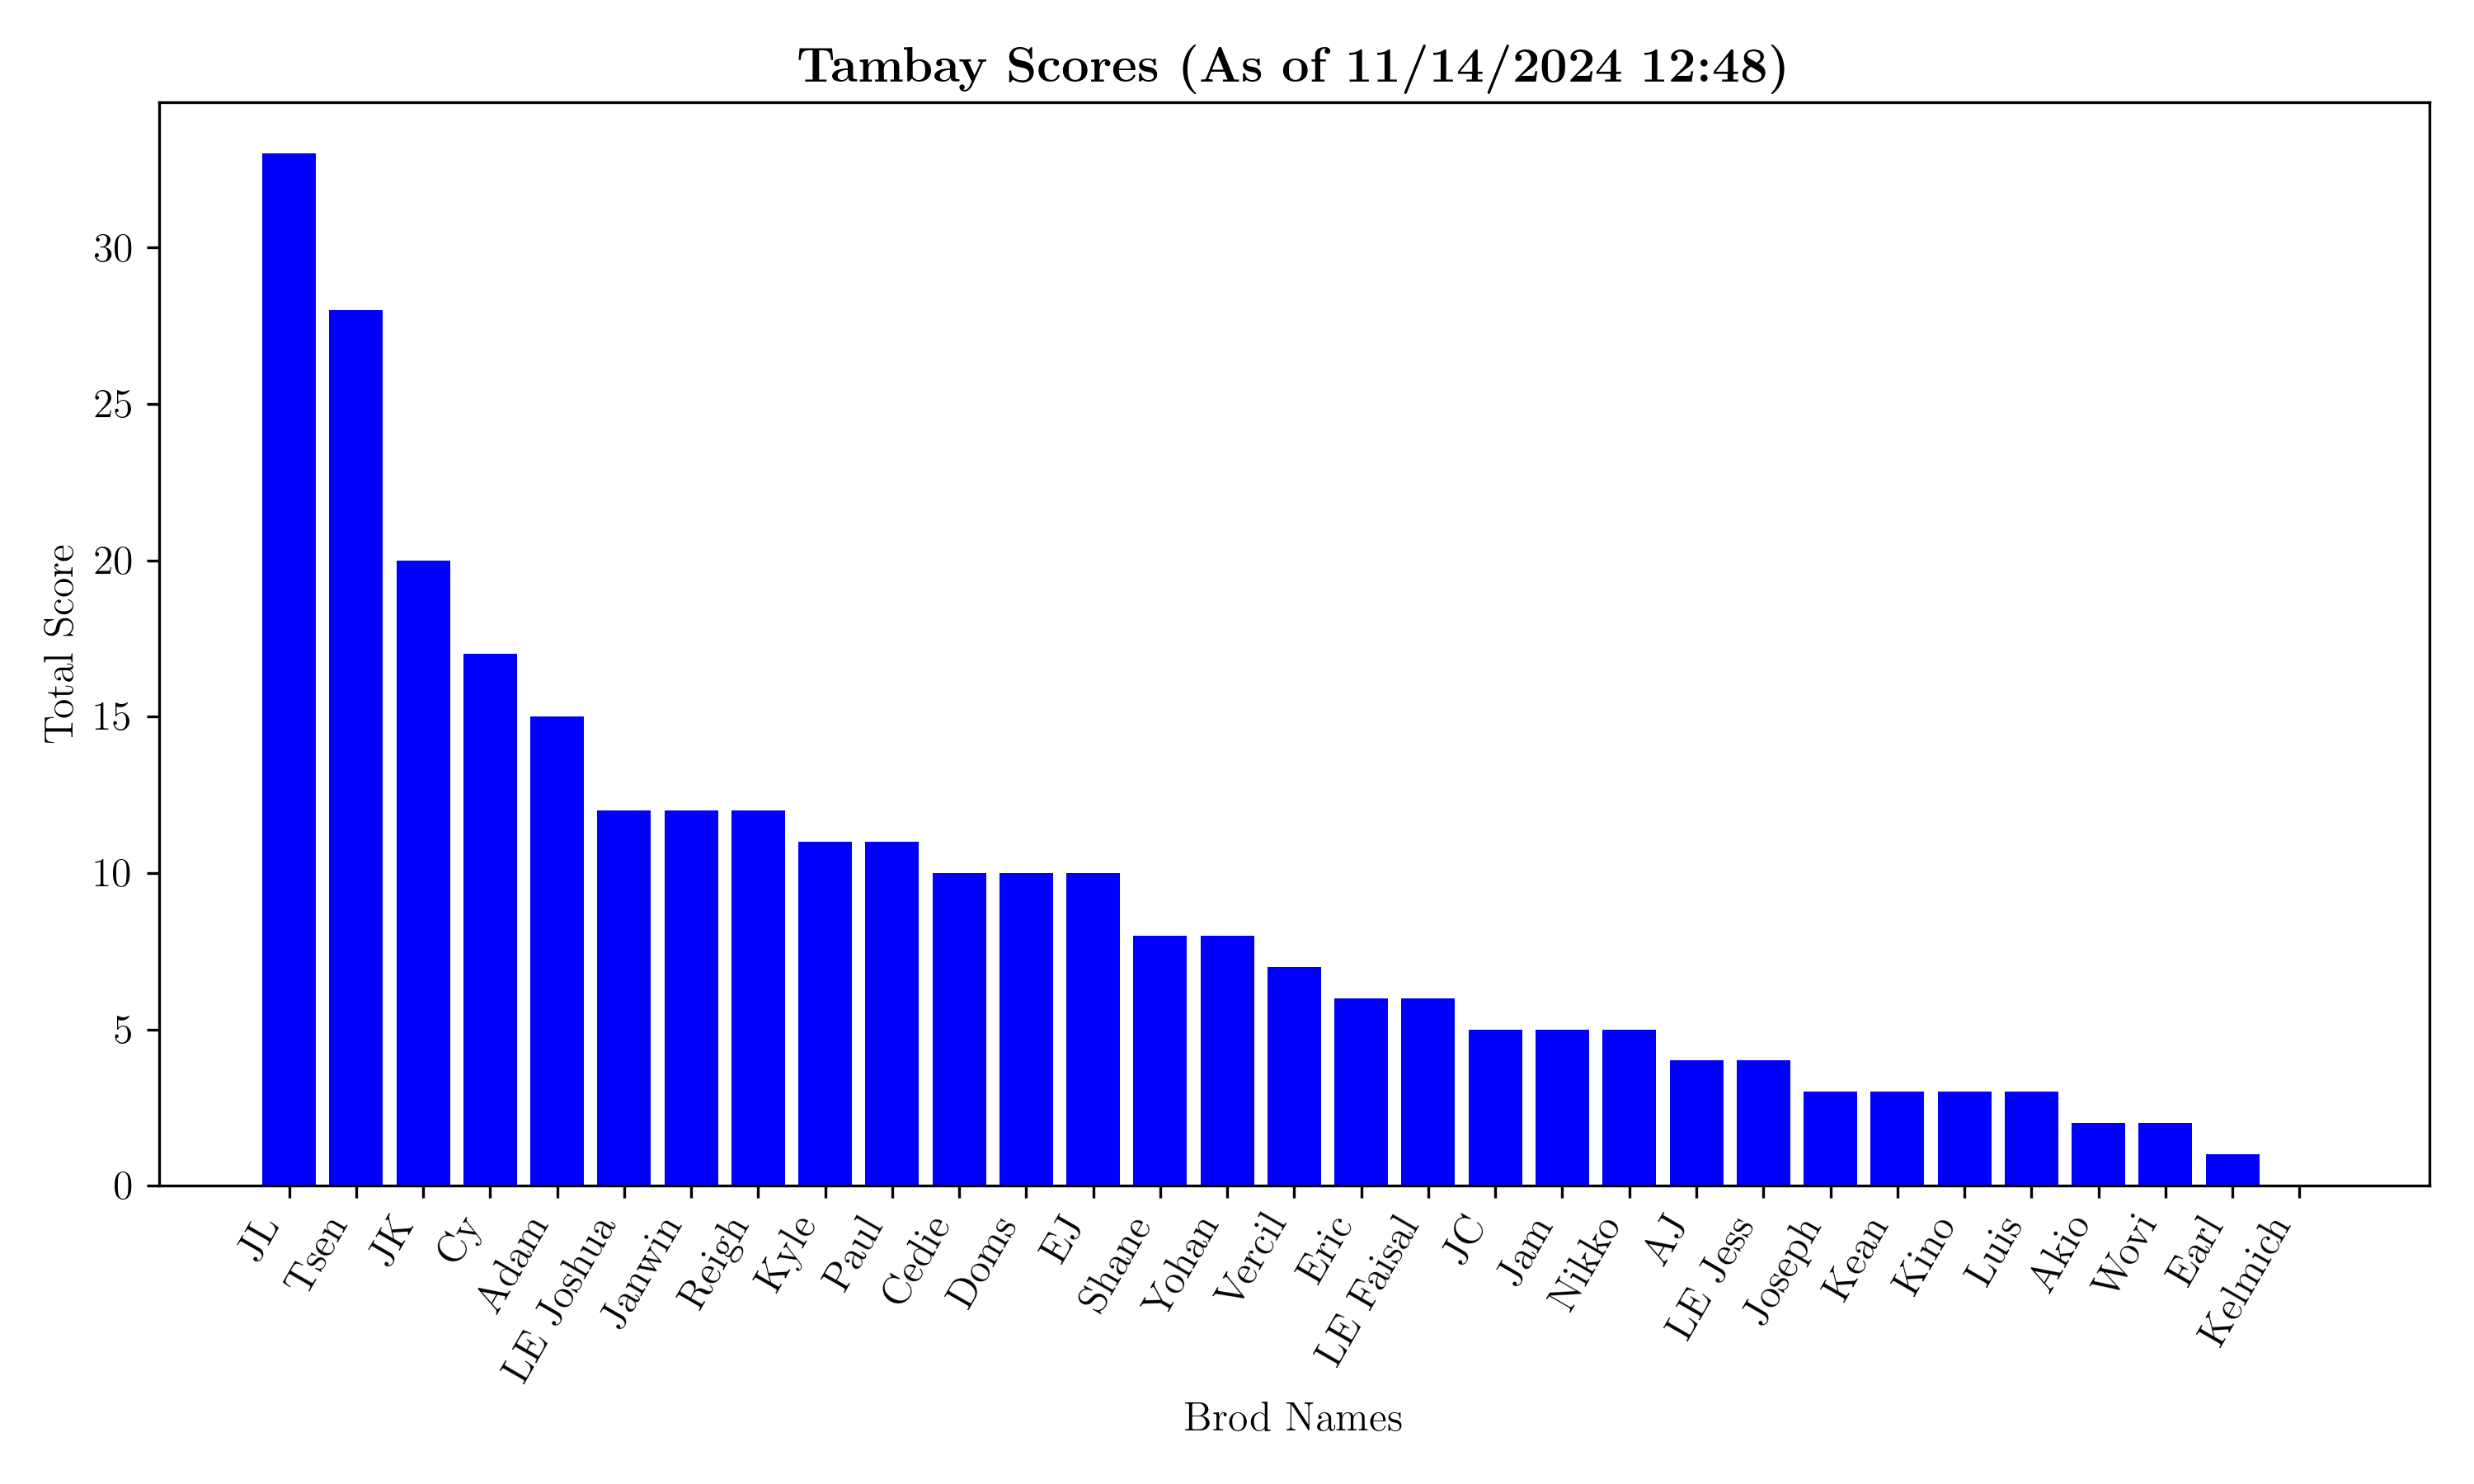 Tambay Scores (As of 11/14/2024 12:48)
Total Score
30
25
20
15
10
5
0
JL
Tsen
JK
Cy
Adam
LE Joshua
Janwin
Reigh
Kyle
Paul
Cedie
Doms
EJ
Shane
Yohan
Vercil
Eric
LE Faisal
JC
Jam
Nikko
AJ
LE Jess
Joseph
Kean
Kino
Luis
Akio
Wovi
Earl
Kelmich
Brod Names